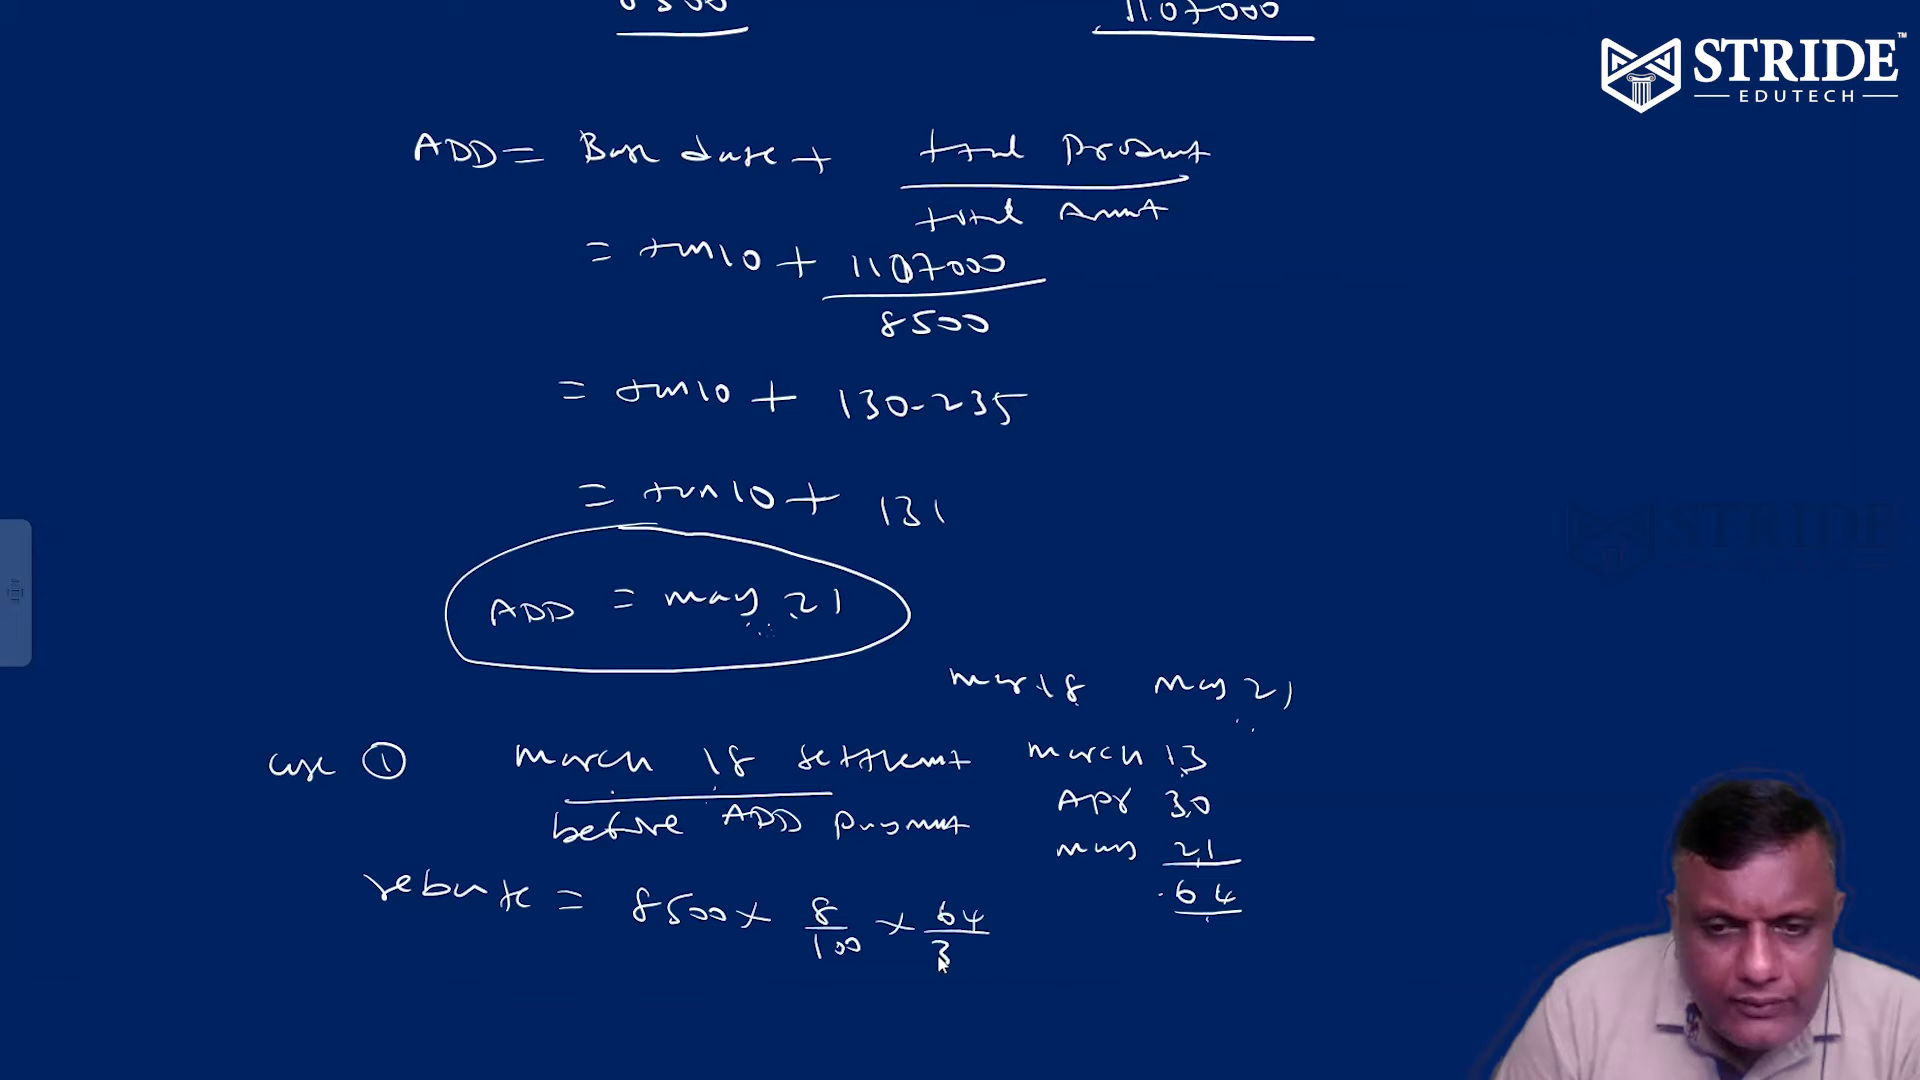 8500 1107000
STRIDE™
EDUTECH
ADD = Base date + total Product
total Amount
= Jan 10 + 1107000
8500
= Jan 10 + 130.235
= Jan 10 + 131
ADD = may 21
mar 18 may 21
case ① march 18 settlement march 13
before ADD payment Apr 30
may 21
64
rebate = 8500 × 8/100 × 64/3